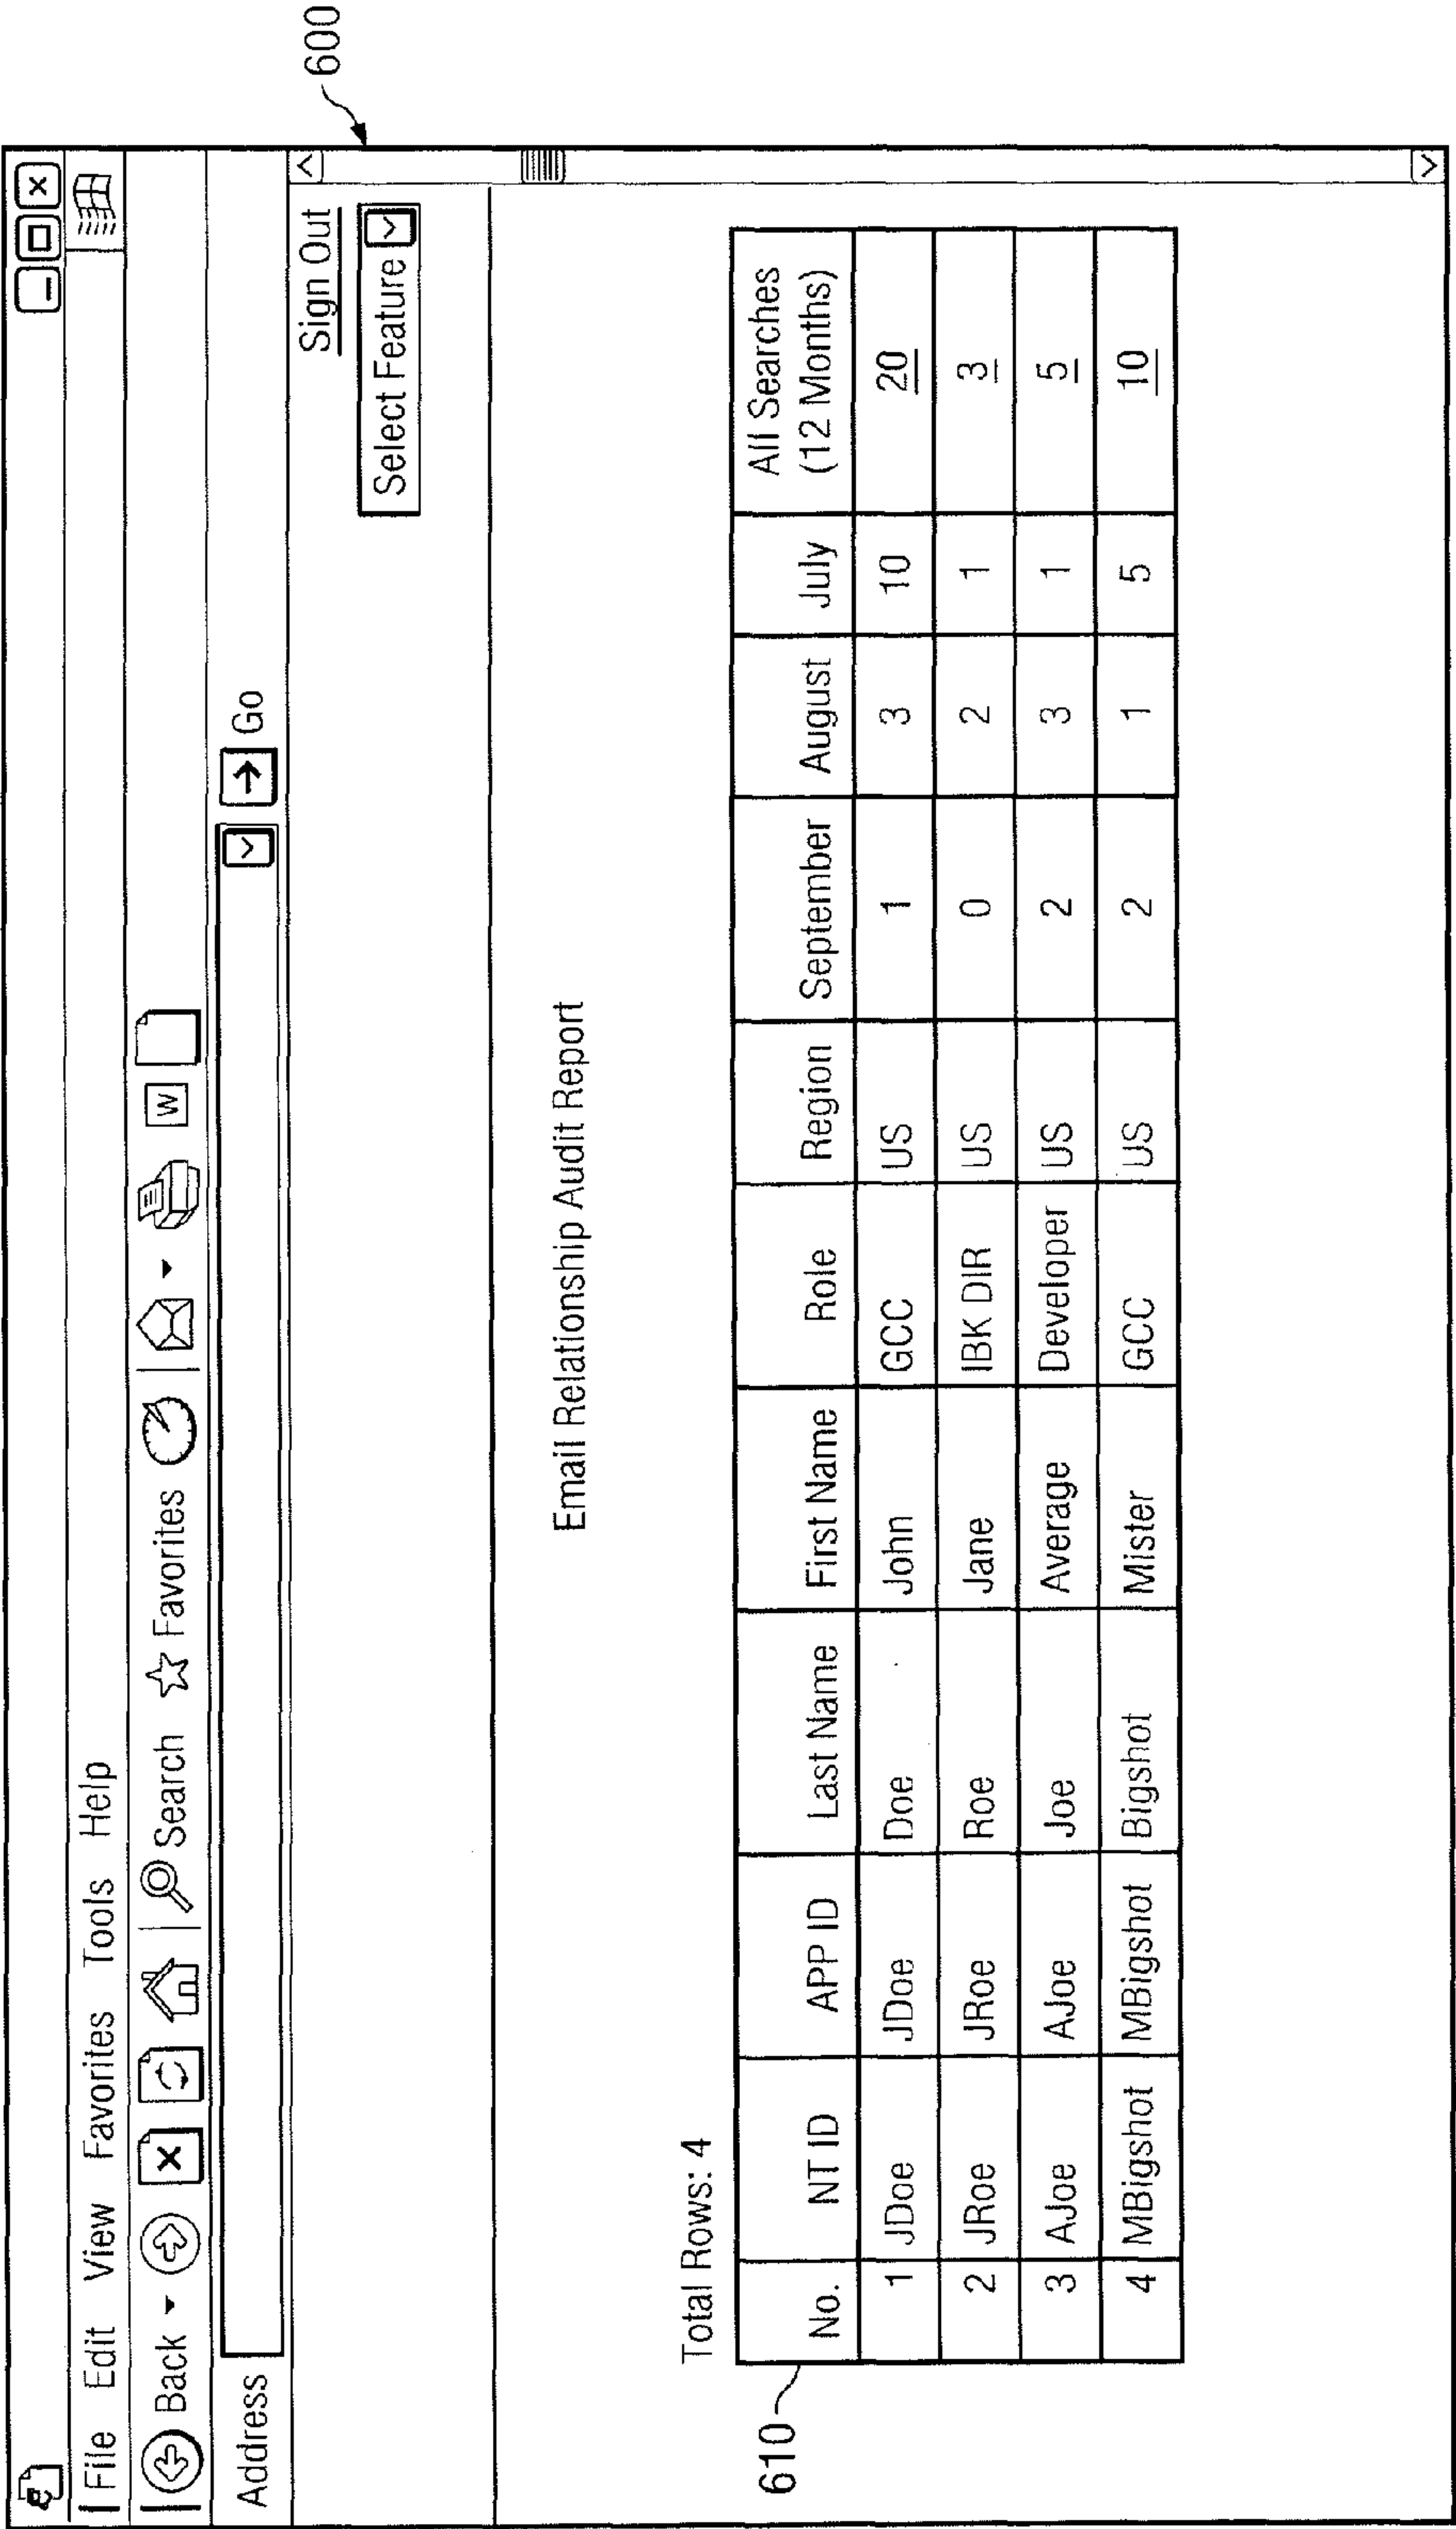 File Edit View Favorites Tools Help
Back Search Favorites W
Address Go
Sign Out
Select Feature
600
Email Relationship Audit Report
Total Rows: 4
610
No. NT ID APP ID Last Name First Name Role Region September August July All Searches (12 Months)
1 JDoe JDoe Doe John GCC US 1 3 10 20
2 JRoe JRoe Roe Jane IBK DIR US 0 2 1 3
3 AJoe AJoe Joe Average Developer US 2 3 1 5
4 MBigshot MBigshot Bigshot Mister GCC US 2 1 5 10